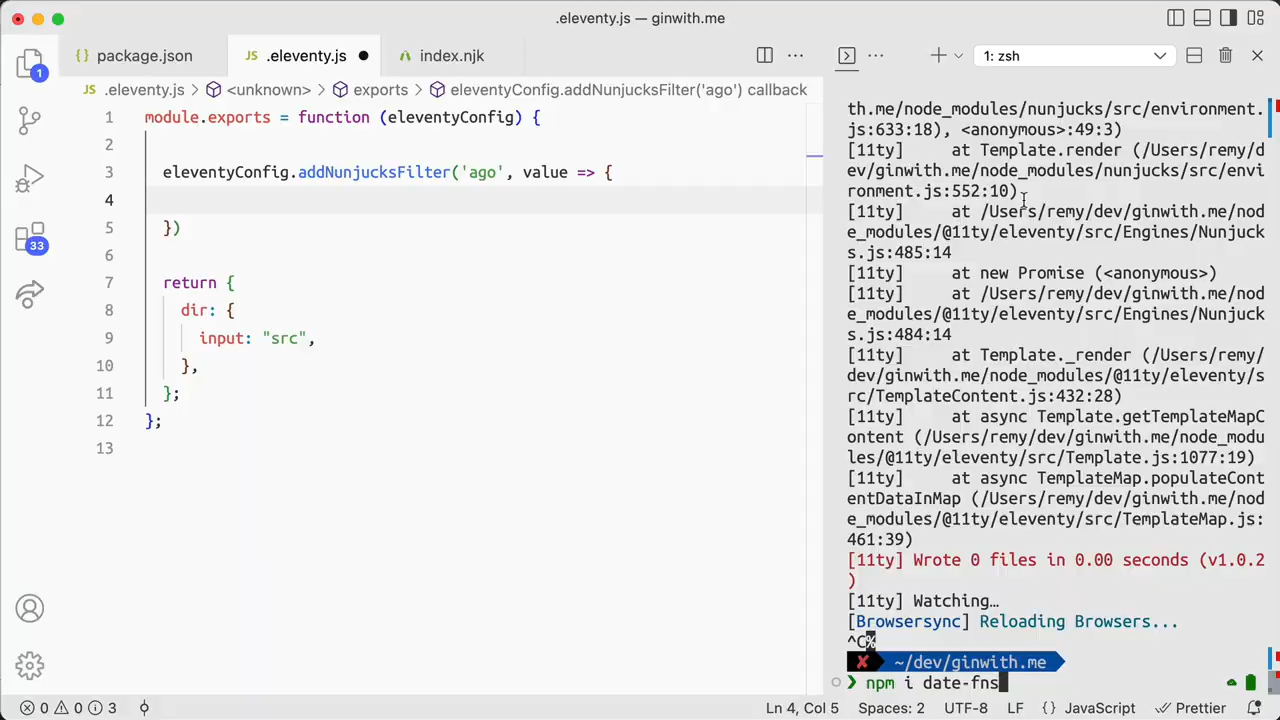 .eleventy.js — ginwith.me
{} package.json
JS .eleventy.js ●
index.njk
···
···
1: zsh
1
JS .eleventy.js > <unknown> > exports > eleventyConfig.addNunjucksFilter('ago') callback
33
1 module.exports = function (eleventyConfig) {
2
3 eleventyConfig.addNunjucksFilter('ago', value => {
4
5 })
6
7 return {
8 dir: {
9 input: "src",
10 },
11 };
12 };
13
th.me/node_modules/nunjucks/src/environment.
js:633:18), <anonymous>:49:3)
[11ty]     at Template.render (/Users/remy/d
ev/ginwith.me/node_modules/nunjucks/src/envi
ronment.js:552:10)
[11ty]     at /Users/remy/dev/ginwith.me/nod
e_modules/@11ty/eleventy/src/Engines/Nunjuck
s.js:485:14
[11ty]     at new Promise (<anonymous>)
[11ty]     at /Users/remy/dev/ginwith.me/nod
e_modules/@11ty/eleventy/src/Engines/Nunjuck
s.js:484:14
[11ty]     at Template._render (/Users/remy/
dev/ginwith.me/node_modules/@11ty/eleventy/s
rc/TemplateContent.js:432:28)
[11ty]     at async Template.getTemplateMapC
ontent (/Users/remy/dev/ginwith.me/node_modu
les/@11ty/eleventy/src/Template.js:1077:19)
[11ty]     at async TemplateMap.populateCont
entDataInMap (/Users/remy/dev/ginwith.me/nod
e_modules/@11ty/eleventy/src/TemplateMap.js:
461:39)
[11ty] Wrote 0 files in 0.00 seconds (v1.0.2
)
[11ty] Watching…
[Browsersync] Reloading Browsers...
^C%
✘ ~/dev/ginwith.me
❯ npm i date-fns
0 0 3
Ln 4, Col 5
Spaces: 2
UTF-8
LF
{} JavaScript
Prettier